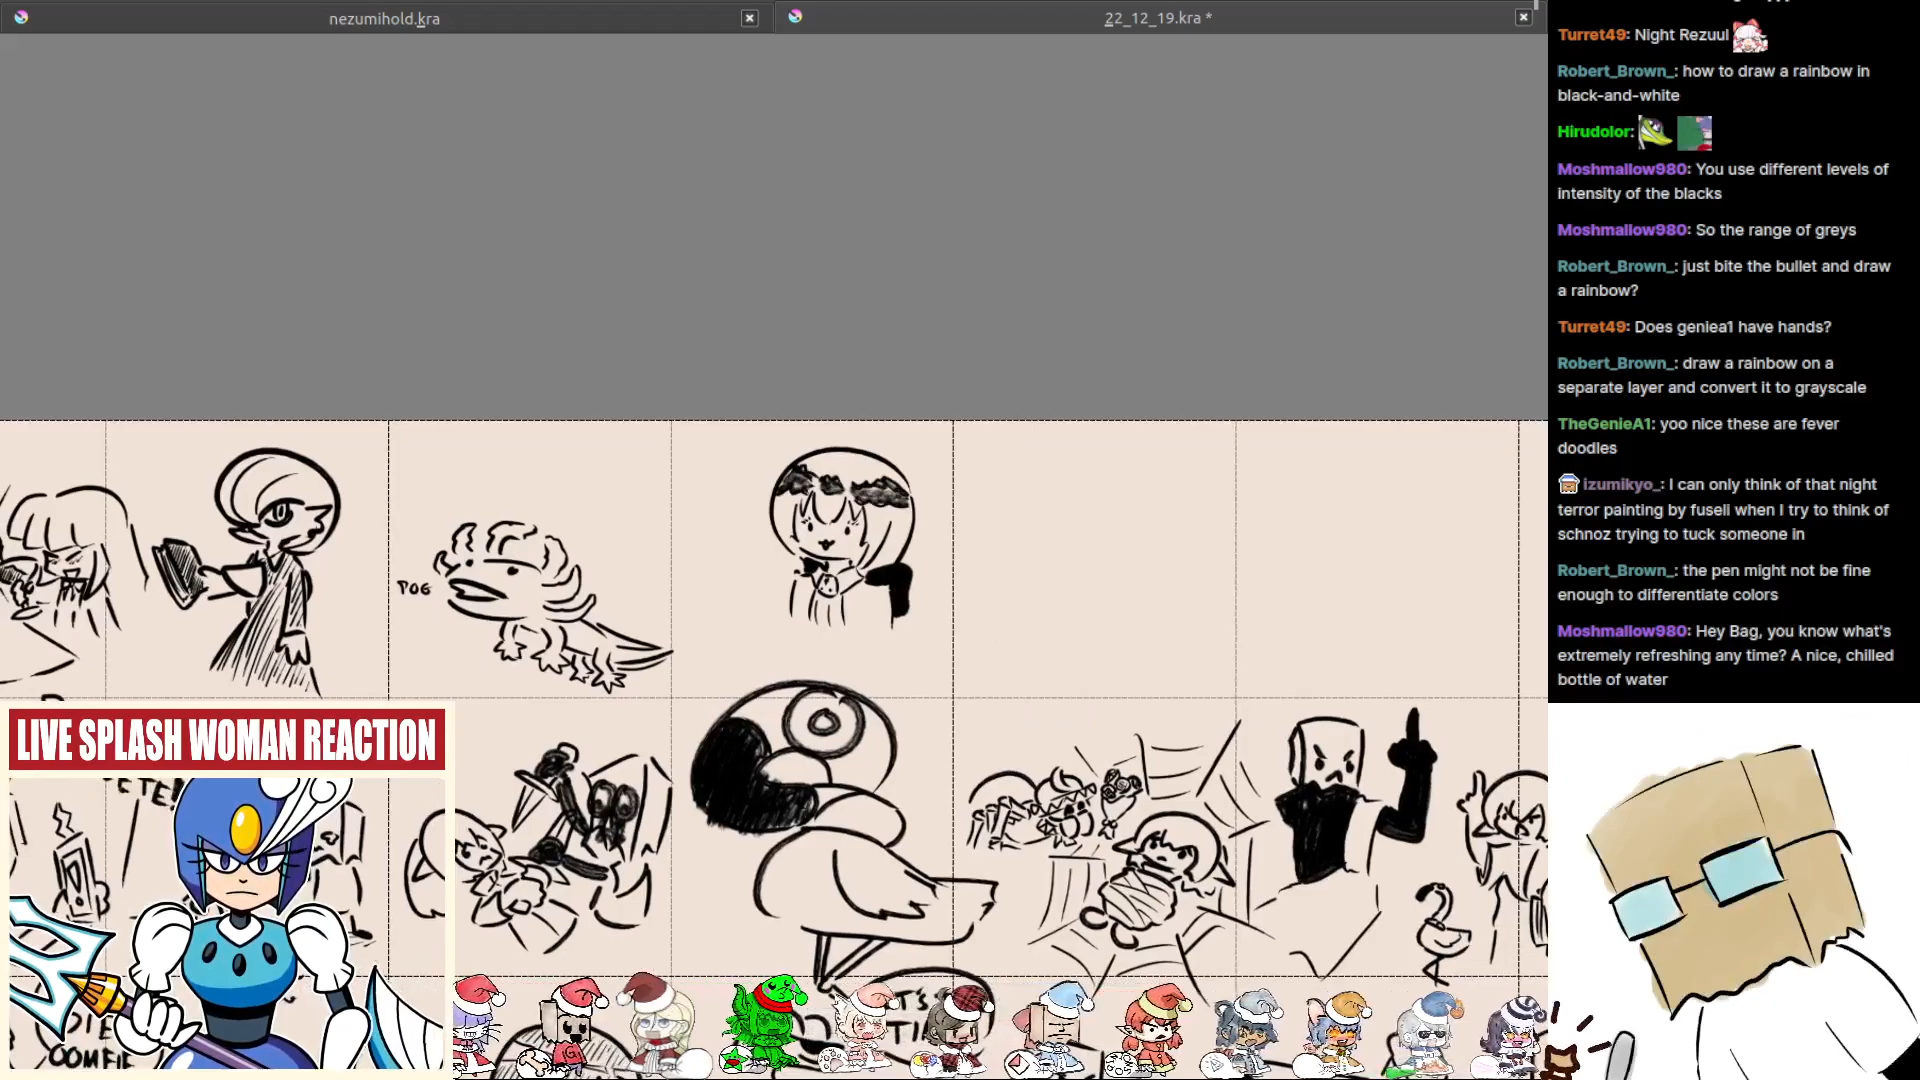 nezumihold.kra
22_12_19.kra *
Turret49: Night Rezuul
Robert_Brown_: how to draw a rainbow in
black-and-white
Hirudolor:
Moshmallow980: You use different levels of
intensity of the blacks
Moshmallow980: So the range of greys
Robert_Brown_: just bite the bullet and draw
a rainbow?
Turret49: Does geniea1 have hands?
Robert_Brown_: draw a rainbow on a
separate layer and convert it to grayscale
TheGenieA1: yoo nice these are fever
doodles
izumikyo_: I can only think of that night
terror painting by fuseli when I try to think of
schnoz trying to tuck someone in
Robert_Brown_: the pen might not be fine
enough to differentiate colors
Moshmallow980: Hey Bag, you know what's
extremely refreshing any time? A nice, chilled
bottle of water
POG
LIVE SPLASH WOMAN REACTION